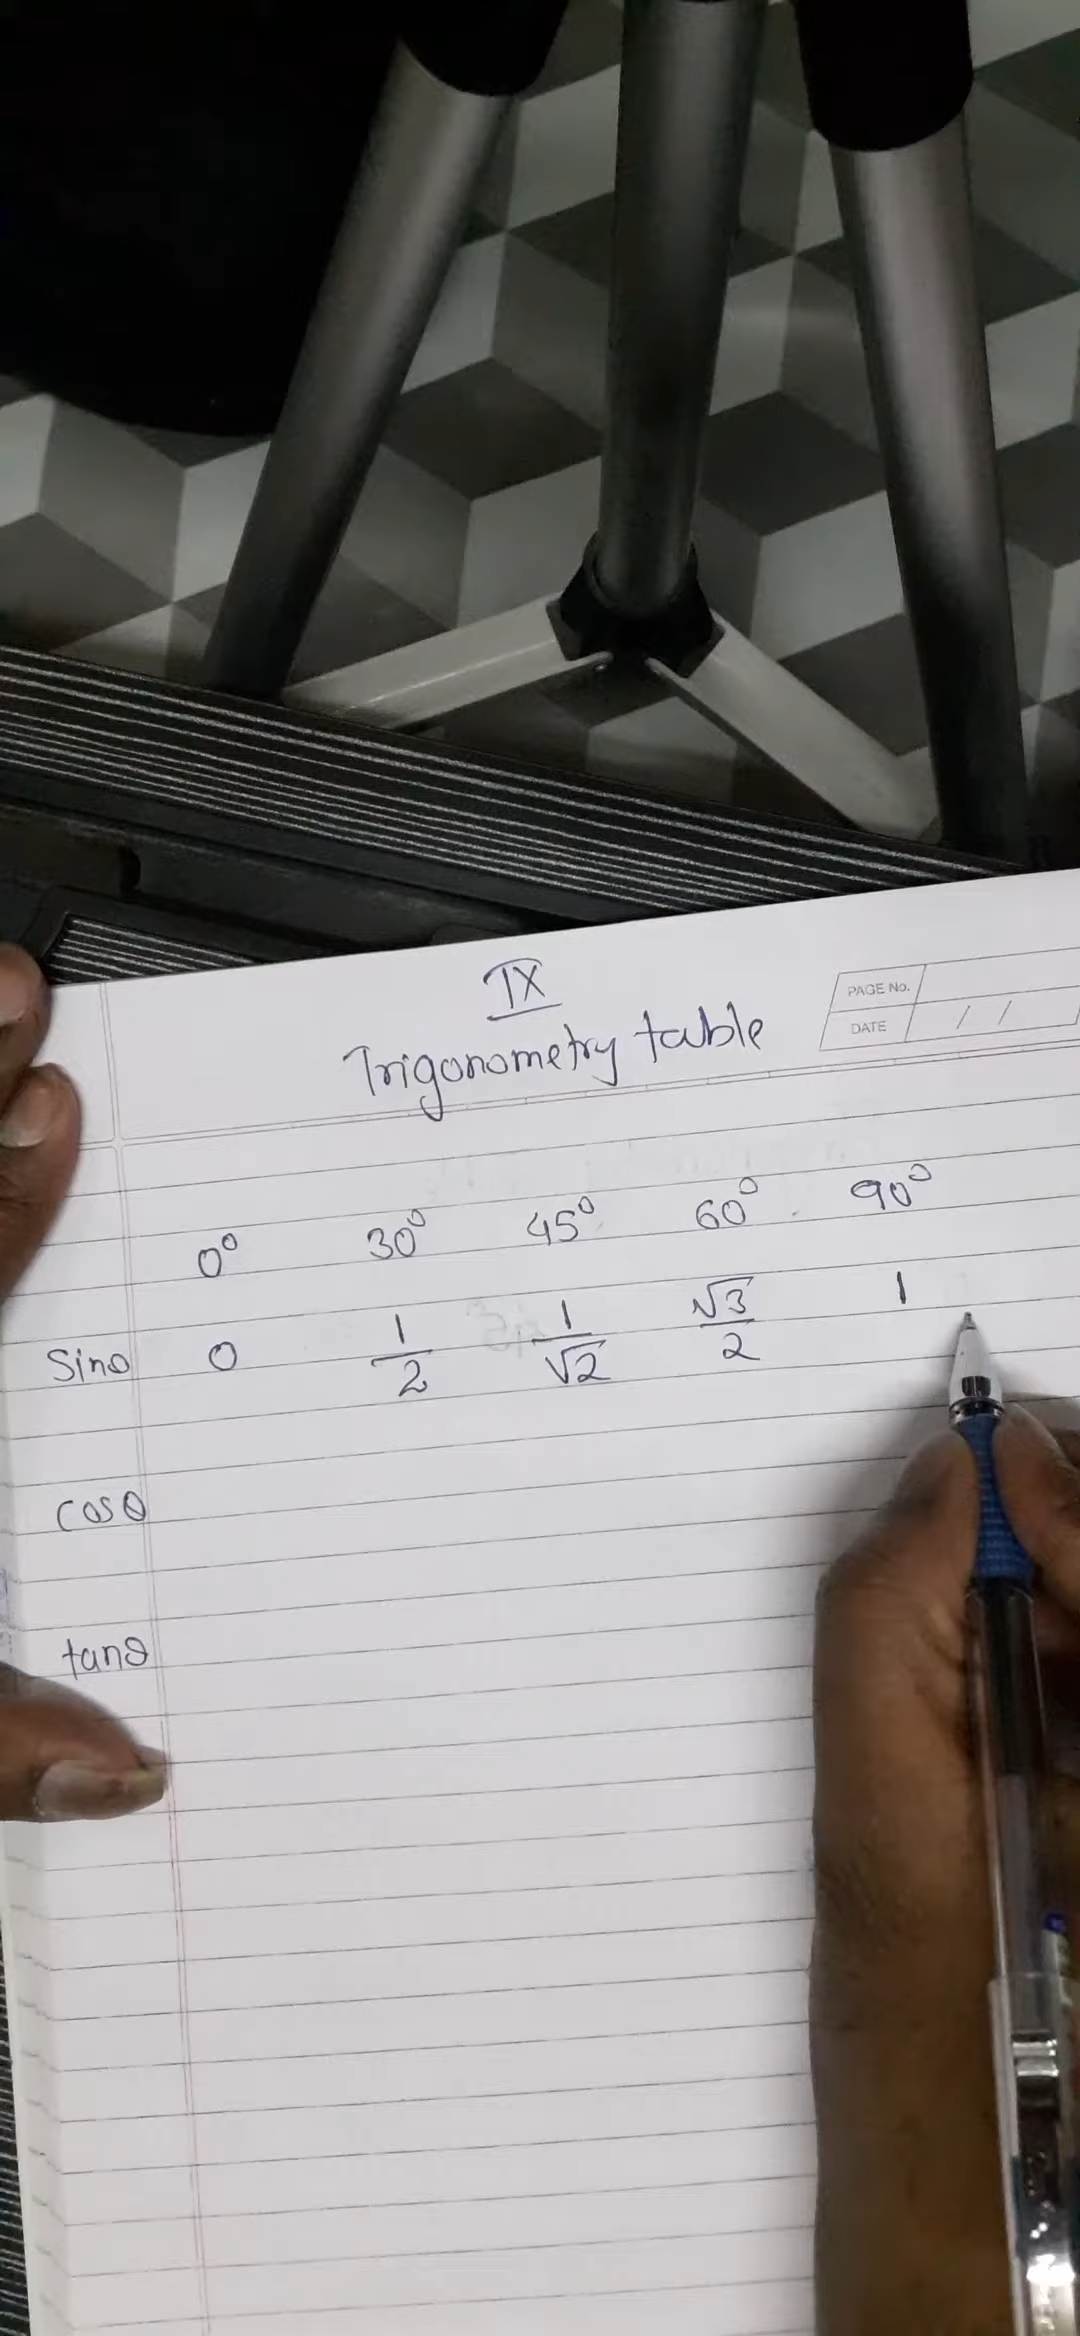 IX
Trigonometry table
PAGE No.
DATE / /
0° 30° 45° 60° 90°
Sinθ 0 1/2 1/√2 √3/2 1
cosθ
tanθ